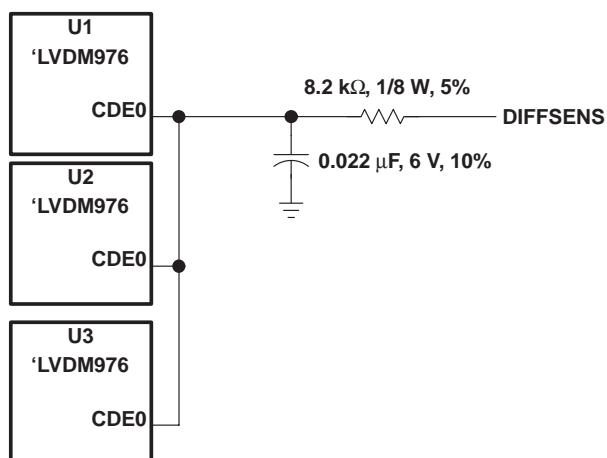 U1
‘LVDM976
CDE0
8.2 kΩ, 1/8 W, 5%
DIFFSENS
0.022 μF, 6 V, 10%
U2
‘LVDM976
CDE0
U3
‘LVDM976
CDE0